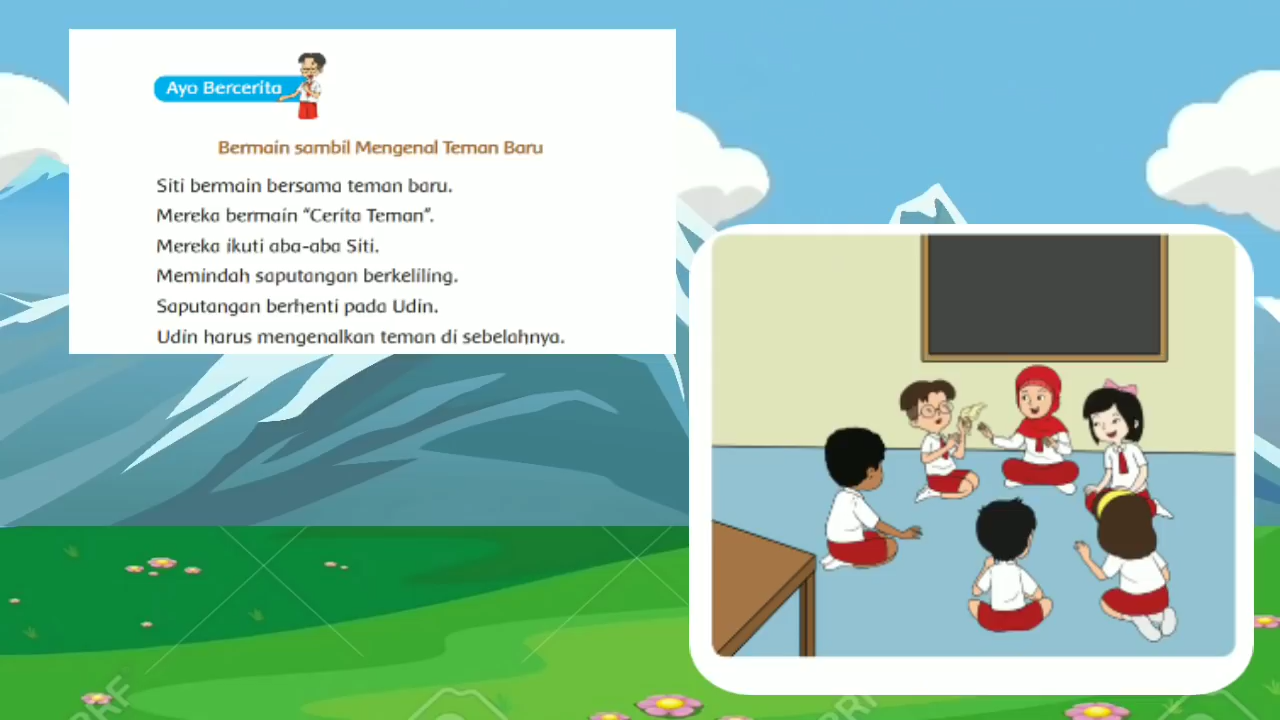 Ayo Bercerita
Bermain sambil Mengenal Teman Baru
Siti bermain bersama teman baru.
Mereka bermain “Cerita Teman”.
Mereka ikuti aba-aba Siti.
Memindah saputangan berkeliling.
Saputangan berhenti pada Udin.
Udin harus mengenalkan teman di sebelahnya.